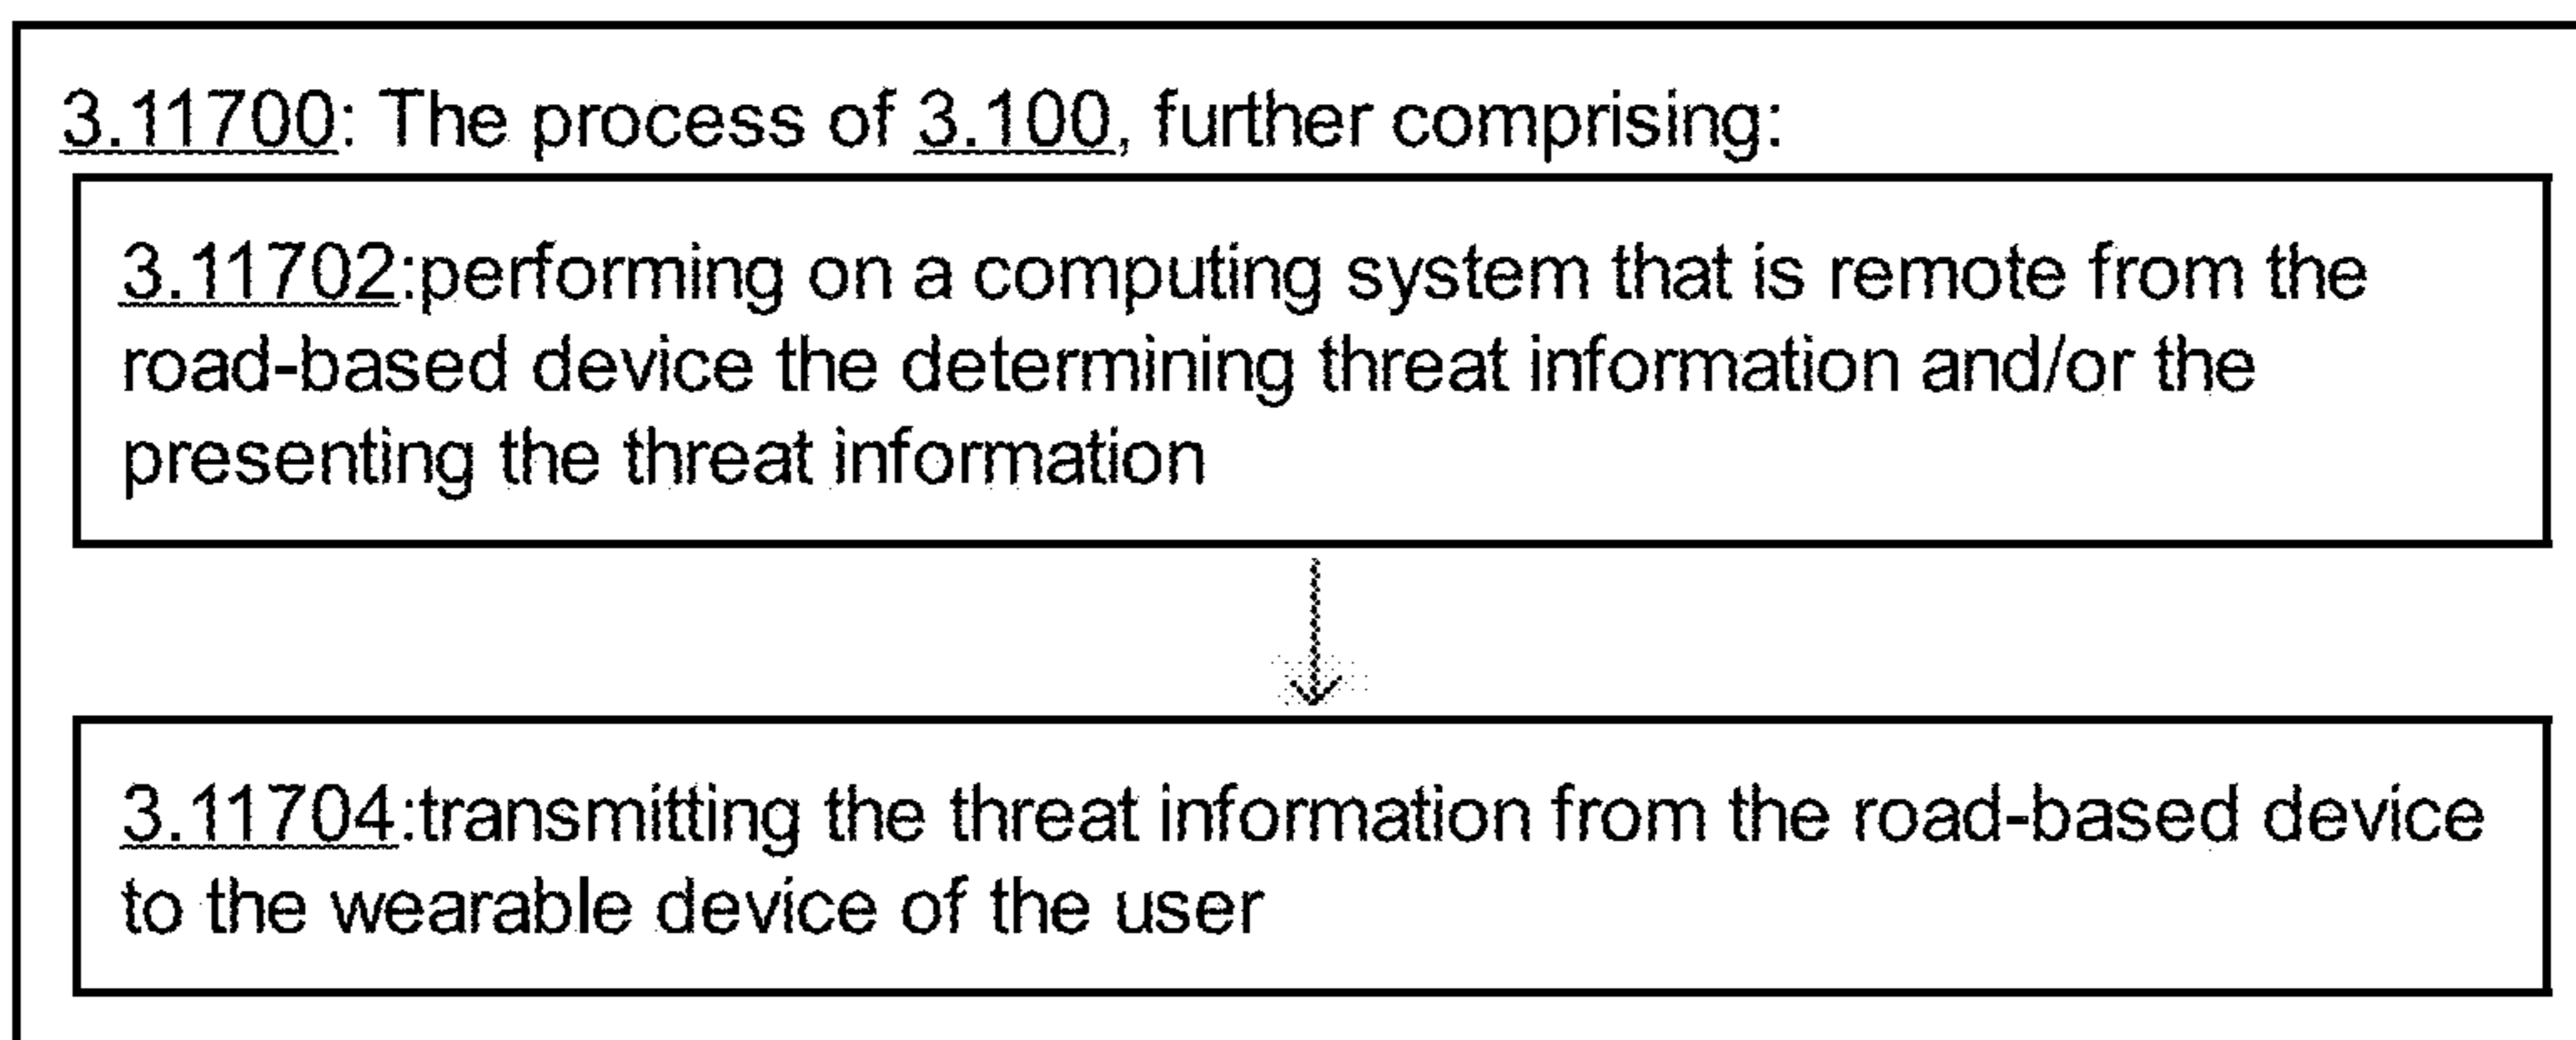 3.11700: The process of 3.100, further comprising:
3.11702:performing on a computing system that is remote from the
road-based device the determining threat information and/or the
presenting the threat information
3.11704:transmitting the threat information from the road-based device
to the wearable device of the user